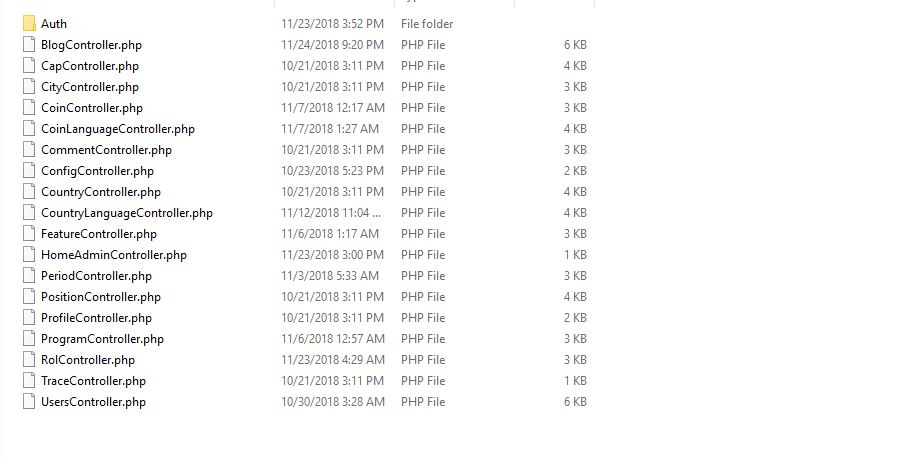 Auth 11/23/2018 3:52 PM File folder
BlogController.php 11/24/2018 9:20 PM PHP File 6 KB
CapController.php 10/21/2018 3:11 PM PHP File 4 KB
CityController.php 10/21/2018 3:11 PM PHP File 3 KB
CoinController.php 11/7/2018 12:17 AM PHP File 3 KB
CoinLanguageController.php 11/7/2018 1:27 AM PHP File 4 KB
CommentController.php 10/21/2018 3:11 PM PHP File 3 KB
ConfigController.php 10/23/2018 5:23 PM PHP File 2 KB
CountryController.php 10/21/2018 3:11 PM PHP File 4 KB
CountryLanguageController.php 11/12/2018 11:04 ... PHP File 4 KB
FeatureController.php 11/6/2018 1:17 AM PHP File 3 KB
HomeAdminController.php 11/23/2018 3:00 PM PHP File 1 KB
PeriodController.php 11/3/2018 5:33 AM PHP File 3 KB
PositionController.php 10/21/2018 3:11 PM PHP File 4 KB
ProfileController.php 10/21/2018 3:11 PM PHP File 2 KB
ProgramController.php 11/6/2018 12:57 AM PHP File 3 KB
RolController.php 11/23/2018 4:29 AM PHP File 3 KB
TraceController.php 10/21/2018 3:11 PM PHP File 1 KB
UsersController.php 10/30/2018 3:28 AM PHP File 6 KB